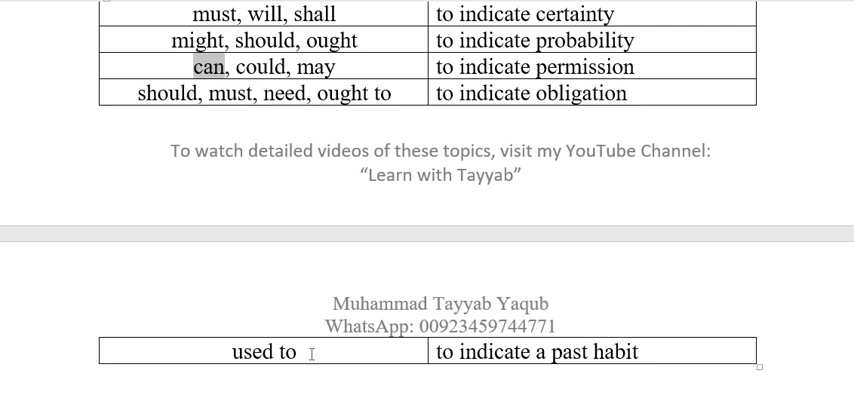 must, will, shall to indicate certainty
might, should, ought to indicate probability
can, could, may to indicate permission
should, must, need, ought to to indicate obligation
To watch detailed videos of these topics, visit my YouTube Channel:
“Learn with Tayyab”
Muhammad Tayyab Yaqub
WhatsApp: 00923459744771
used to to indicate a past habit